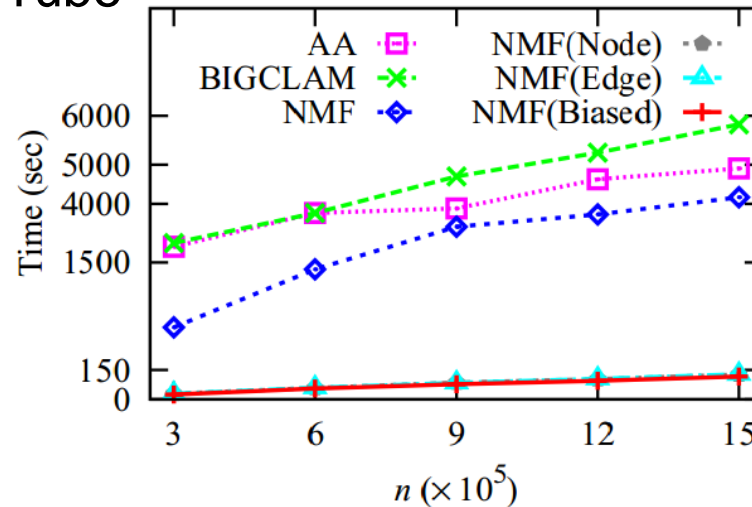 AA
BIGCLAM
NMF
NMF(Node)
NMF(Edge)
NMF(Biased)
Time (sec)
6000
5000
4000
1500
150
0
3 6 9 12 15
n (× 10⁵)